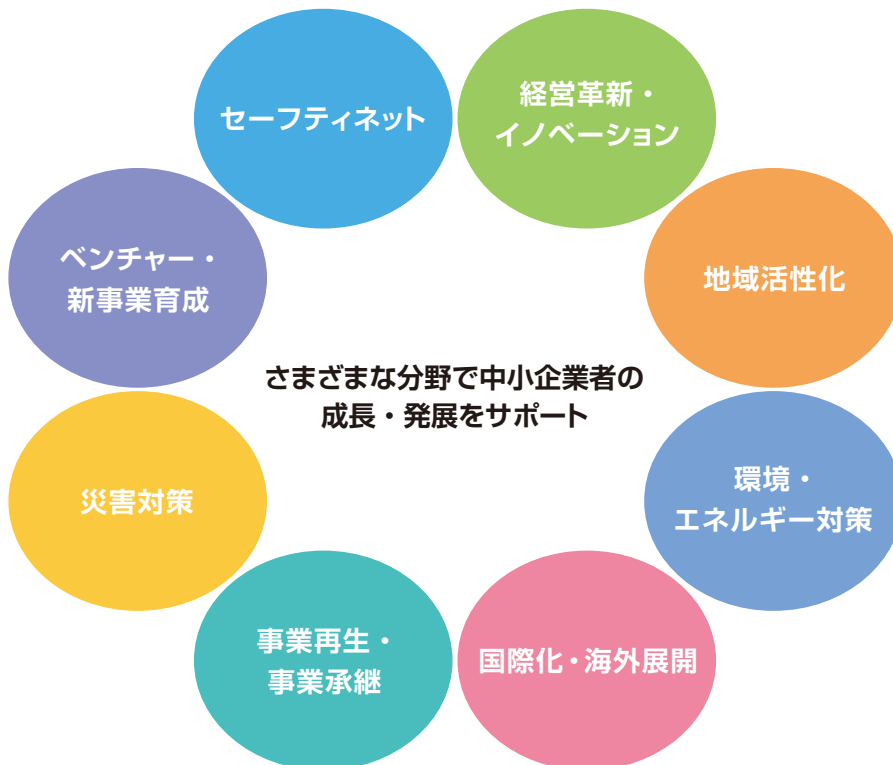 セーフティネット
経営革新・
イノベーション
ベンチャー・
新事業育成
地域活性化
さまざまな分野で中小企業者の
成長・発展をサポート
災害対策
環境・
エネルギー対策
事業再生・
事業承継
国際化・海外展開